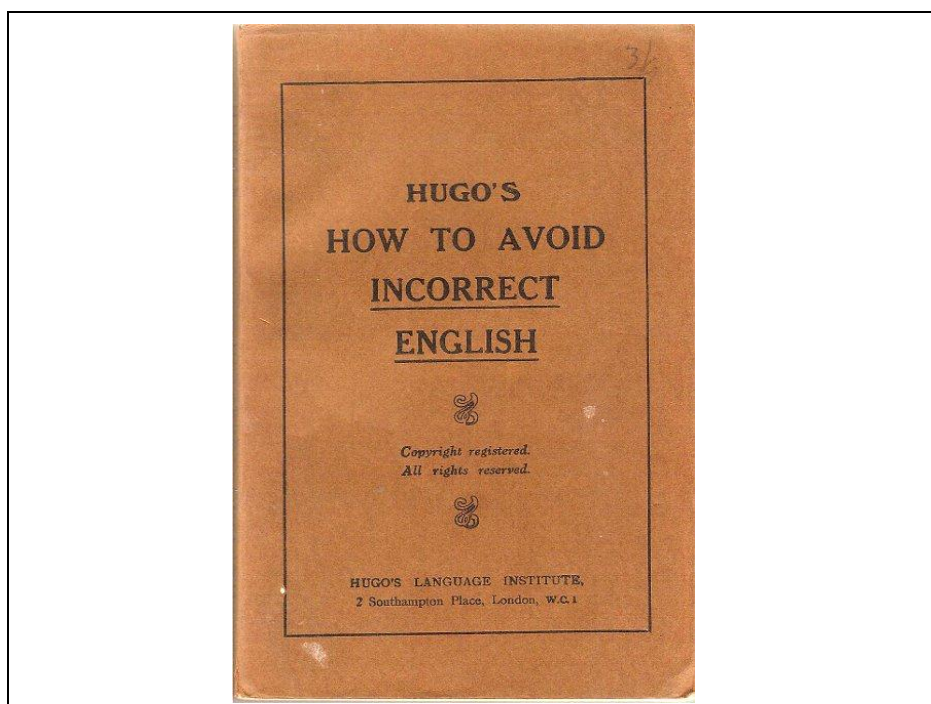 3/-
HUGO'S
HOW TO AVOID
INCORRECT
ENGLISH
Copyright registered.
All rights reserved.
HUGO'S LANGUAGE INSTITUTE,
2 Southampton Place, London, W.C.1